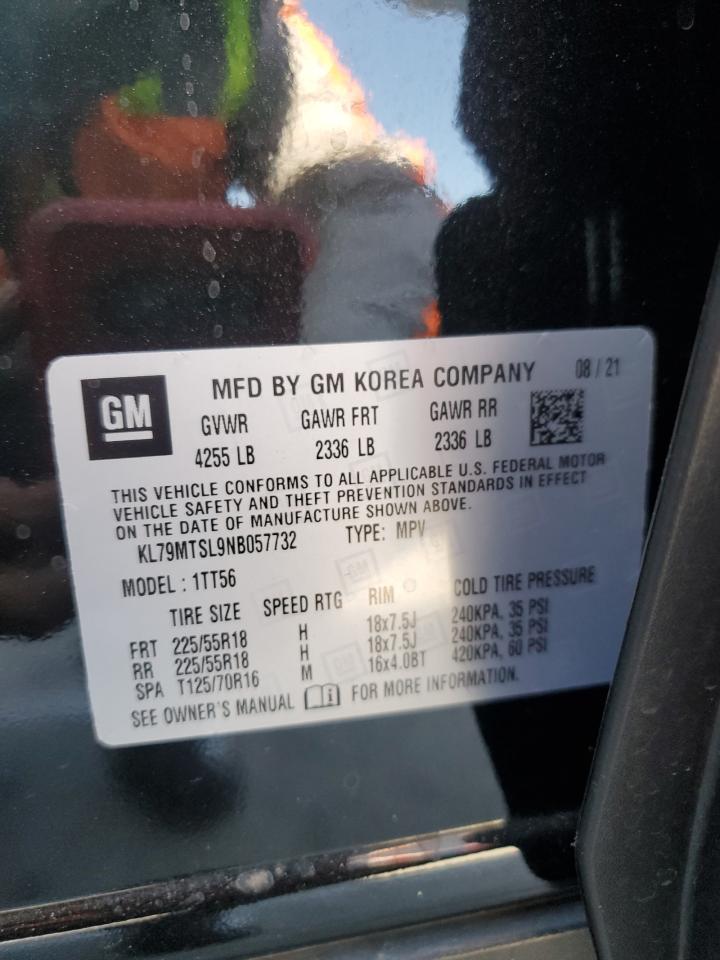 GM
MFD BY GM KOREA COMPANY 08 / 21
GVWR GAWR FRT GAWR RR
4255 LB 2336 LB 2336 LB
THIS VEHICLE CONFORMS TO ALL APPLICABLE U.S. FEDERAL MOTOR
VEHICLE SAFETY AND THEFT PREVENTION STANDARDS IN EFFECT
ON THE DATE OF MANUFACTURE SHOWN ABOVE.
KL79MTSL9NB057732 TYPE: MPV
MODEL : 1TT56
TIRE SIZE SPEED RTG RIM COLD TIRE PRESSURE
FRT 225/55R18 H 18x7.5J 240KPA, 35 PSI
RR 225/55R18 H 18x7.5J 240KPA, 35 PSI
SPA T125/70R16 M 16x4.0BT 420KPA, 60 PSI
SEE OWNER'S MANUAL FOR MORE INFORMATION.